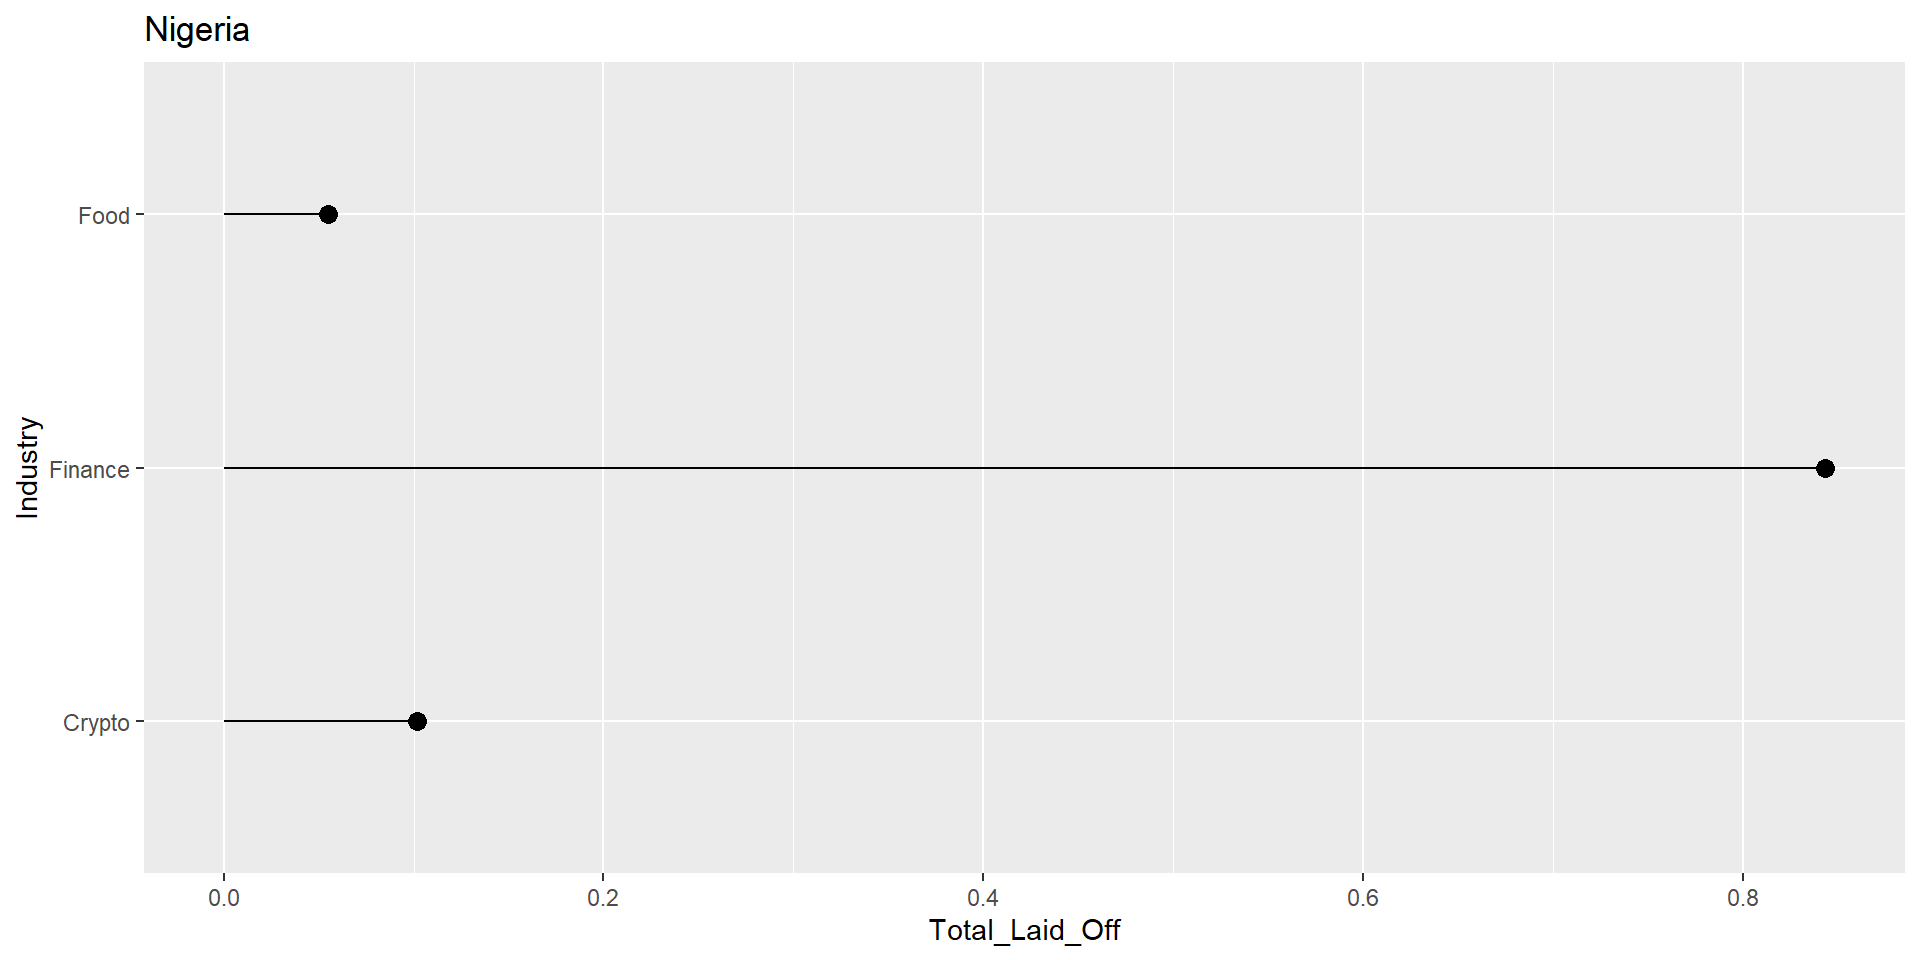 Nigeria
Food
Finance
Crypto
Industry
0.0 0.2 0.4 0.6 0.8
Total_Laid_Off